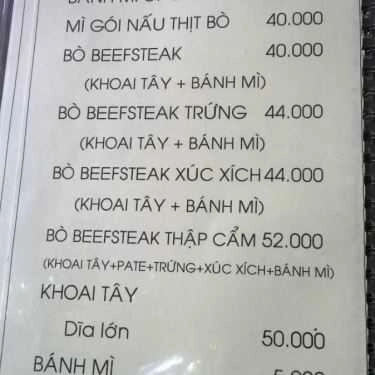 MÌ GÓI NẤU THỊT BÒ 40.000
BÒ BEEFSTEAK 40.000
(KHOAI TÂY + BÁNH MÌ)
BÒ BEEFSTEAK TRỨNG 44.000
(KHOAI TÂY + BÁNH MÌ)
BÒ BEEFSTEAK XÚC XÍCH 44.000
(KHOAI TÂY + BÁNH MÌ)
BÒ BEEFSTEAK THẬP CẨM 52.000
(KHOAI TÂY+PATE+TRỨNG+XÚC XÍCH+BÁNH MÌ)
KHOAI TÂY
Dĩa lớn 50.000
BÁNH MÌ 5.000